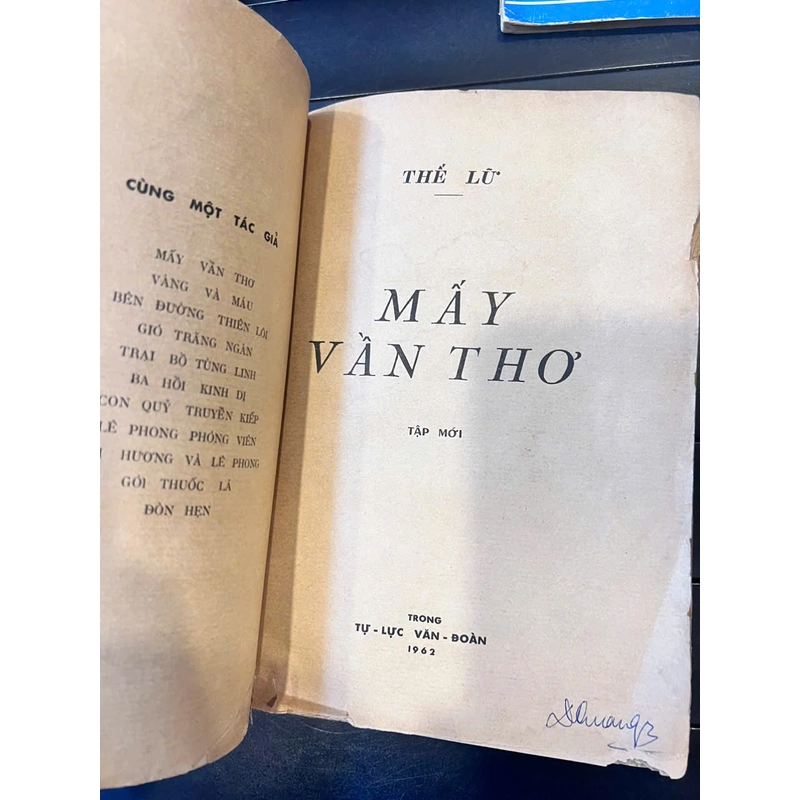 CÙNG MỘT TÁC GIẢ
MẤY VẦN THƠ
VÀNG VÀ MÁU
BÊN ĐƯỜNG THIÊN LÔI
GIÓ TRĂNG NGÀN
TRẠI BỒ TÙNG LINH
BA HỒI KINH DỊ
CON QUỶ TRUYỀN KIẾP
LÊ PHONG PHÓNG VIÊN
HƯƠNG VÀ LÊ PHONG
GÓI THUỐC LÁ
ĐÒN HẸN
THẾ LỮ
MẤY
VẦN THƠ
TẬP MỚI
TRONG
TỰ - LỰC VĂN - ĐOÀN
1962